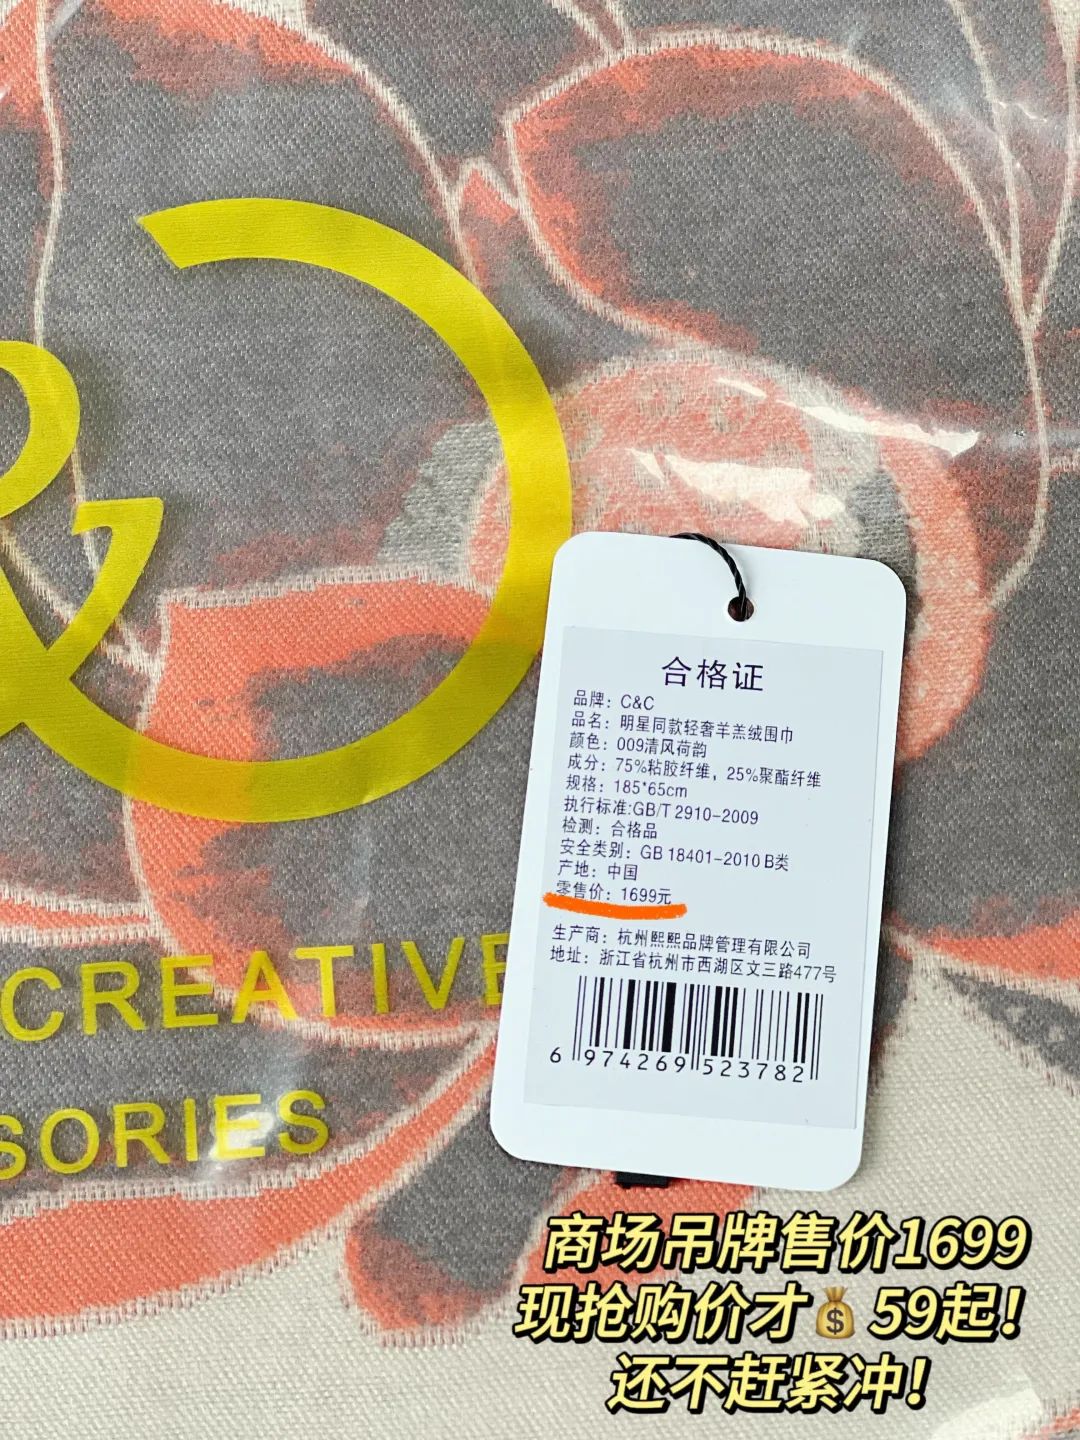 &C
CREATIVE
SORIES
合格证
品牌：C&C
品名：明星同款轻奢羊羔绒围巾
颜色：009清风荷韵
成分：75%粘胶纤维，25%聚酯纤维
规格：185*65cm
执行标准:GB/T 2910-2009
检测：合格品
安全类别：GB 18401-2010 B类
产地：中国
零售价：1699元
生产商：杭州熙熙品牌管理有限公司
地址：浙江省杭州市西湖区文三路477号
6 974269 523782
商场吊牌售价1699
现抢购价才💰59起！
还不赶紧冲！